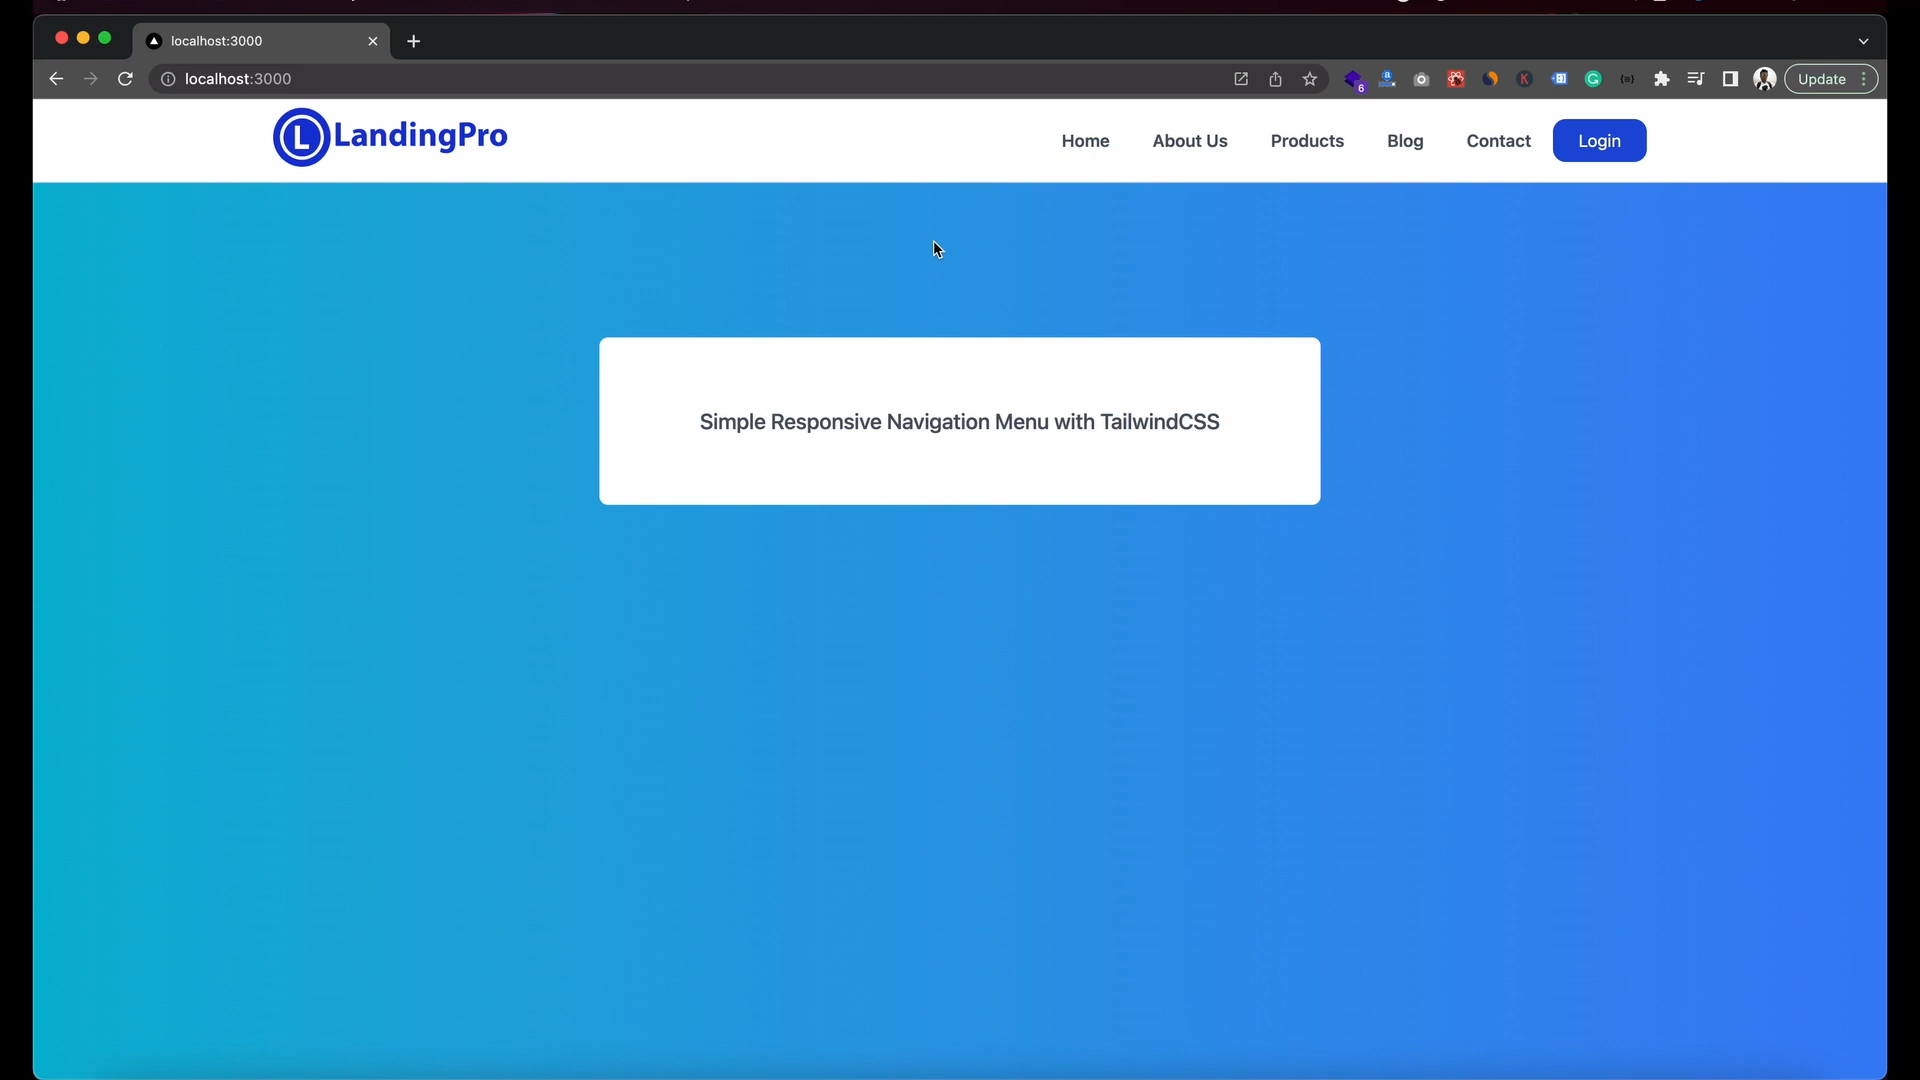 localhost:3000
localhost:3000
6
Update
L LandingPro
Home
About Us
Products
Blog
Contact
Login
Simple Responsive Navigation Menu with TailwindCSS